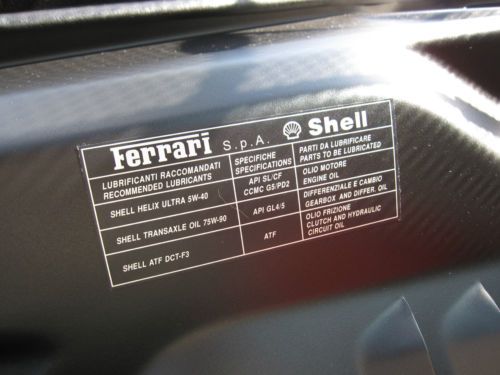 Ferrari S.p.A. Shell
LUBRIFICANTI RACCOMANDATI
RECOMMENDED LUBRICANTS
SPECIFICHE
SPECIFICATIONS
PARTI DA LUBRIFICARE
PARTS TO BE LUBRICATED
SHELL HELIX ULTRA 5W-40
API SL/CF
CCMC G5/PD2
OLIO MOTORE
ENGINE OIL
SHELL TRANSAXLE OIL 75W-90
API GL4/5
DIFFERENZIALE E CAMBIO
GEARBOX AND DIFFER. OIL
SHELL ATF DCT-F3
ATF
OLIO FRIZIONE
CLUTCH AND HYDRAULIC
CIRCUIT OIL